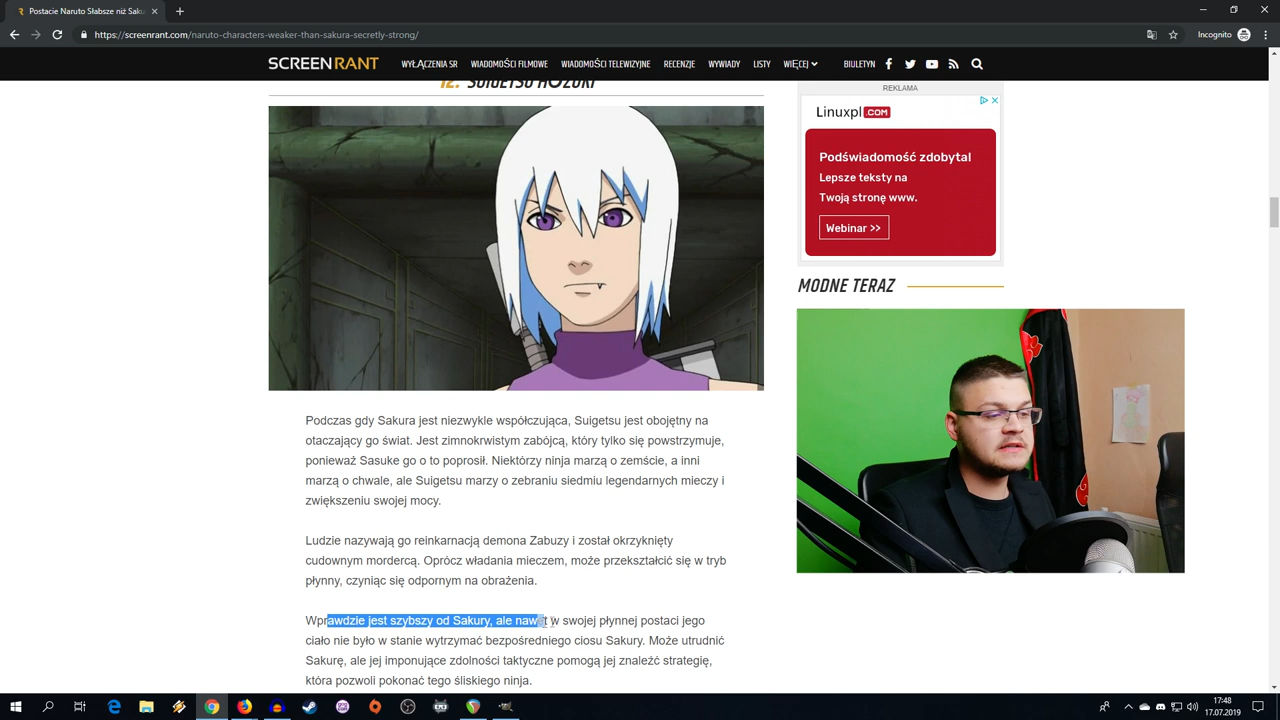 Postacie Naruto Słabsze niż Saku
https://screenrant.com/naruto-characters-weaker-than-sakura-secretly-strong/
Incognito
SCREENRANT
WYŁĄCZENIA SR
WIADOMOŚCI FILMOWE
WIADOMOŚCI TELEWIZYJNE
RECENZJE
WYWIADY
LISTY
WIĘCEJ
BIULETYN
12. SUIGETSU HOZUKI
REKLAMA
Linuxpl.COM
Podświadomość zdobytal
Lepsze teksty na
Twoją stronę www.
Webinar >>
MODNE TERAZ
Podczas gdy Sakura jest niezwykle współczująca, Suigetsu jest obojętny na
otaczający go świat. Jest zimnokrwistym zabójcą, który tylko się powstrzymuje,
ponieważ Sasuke go o to poprosił. Niektórzy ninja marzą o zemście, a inni
marzą o chwale, ale Suigetsu marzy o zebraniu siedmiu legendarnych mieczy i
zwiększeniu swojej mocy.
Ludzie nazywają go reinkarnacją demona Zabuzy i został okrzyknięty
cudownym mordercą. Oprócz władania mieczem, może przekształcić się w tryb
płynny, czyniąc się odpornym na obrażenia.
Wprawdzie jest szybszy od Sakury, ale nawet w swojej płynnej postaci jego
ciało nie było w stanie wytrzymać bezpośredniego ciosu Sakury. Może utrudnić
Sakurę, ale jej imponujące zdolności taktyczne pomogą jej znaleźć strategię,
która pozwoli pokonać tego śliskiego ninja.
17:48
17.07.2019